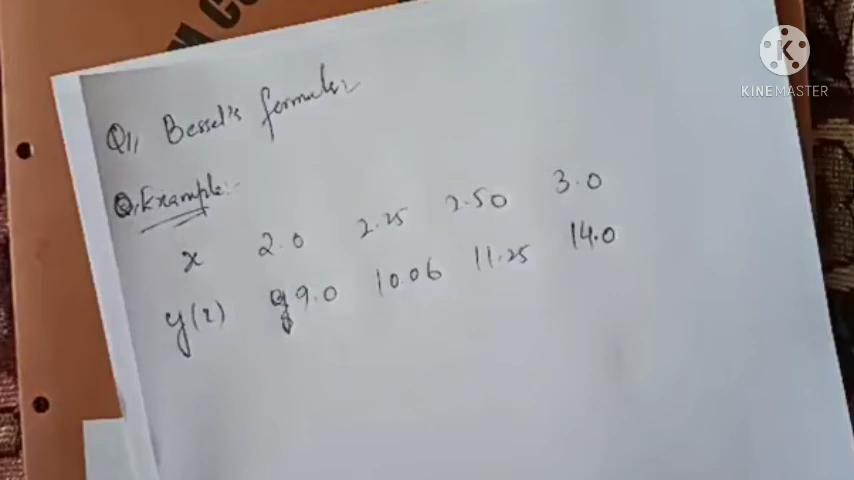 Q1,, Bessel's formula
Q. Example:-
x 2.0 2.25 2.50 3.0
y(x) 9.0 10.06 11.25 14.0
K
KINEMASTER